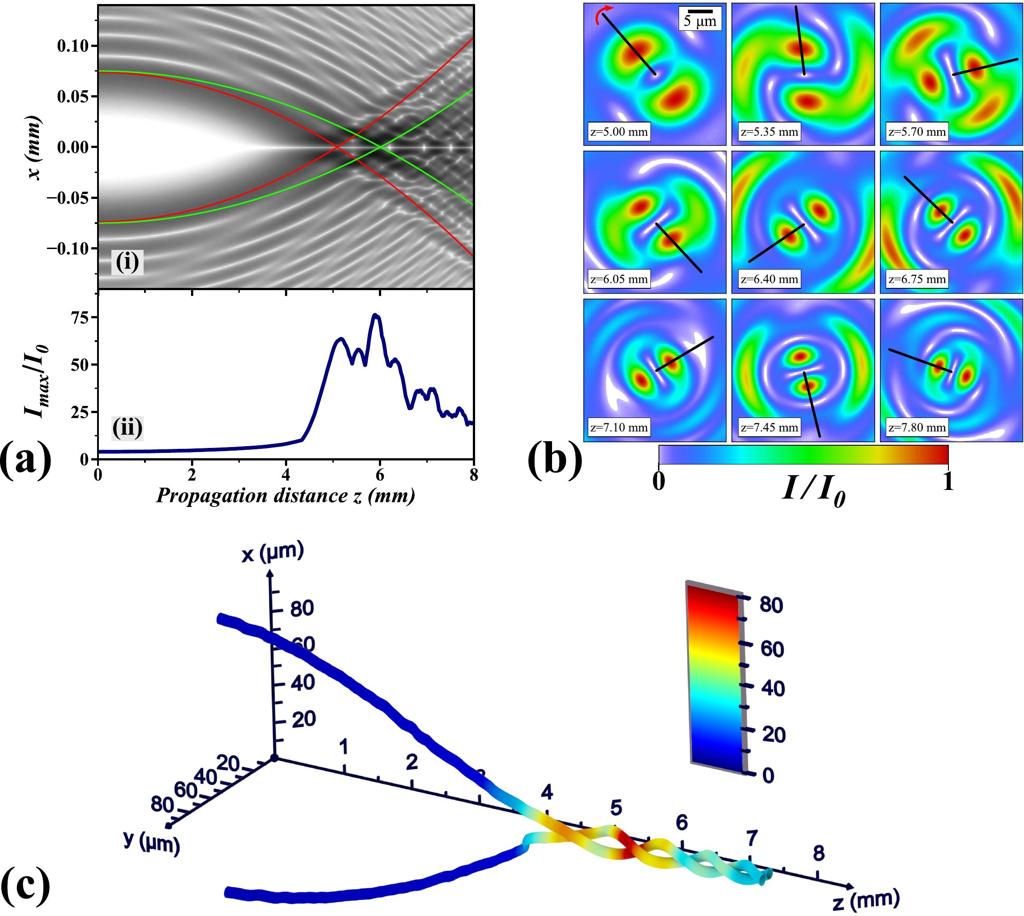 0.10
0.05
0.00
−0.05
−0.10
x (mm)
(i)
75
50
25
0
I_max/I_0
(ii)
(a)
0 2 4 6 8
Propagation distance z (mm)
5 µm
z=5.00 mm
z=5.35 mm
z=5.70 mm
z=6.05 mm
z=6.40 mm
z=6.75 mm
z=7.10 mm
z=7.45 mm
z=7.80 mm
(b)
0 1
I/I_0
x (µm)
80
60
40
20
20
40
60
80
y (µm)
1
2
3
4
5
6
7
8
z (mm)
80
60
40
20
0
(c)